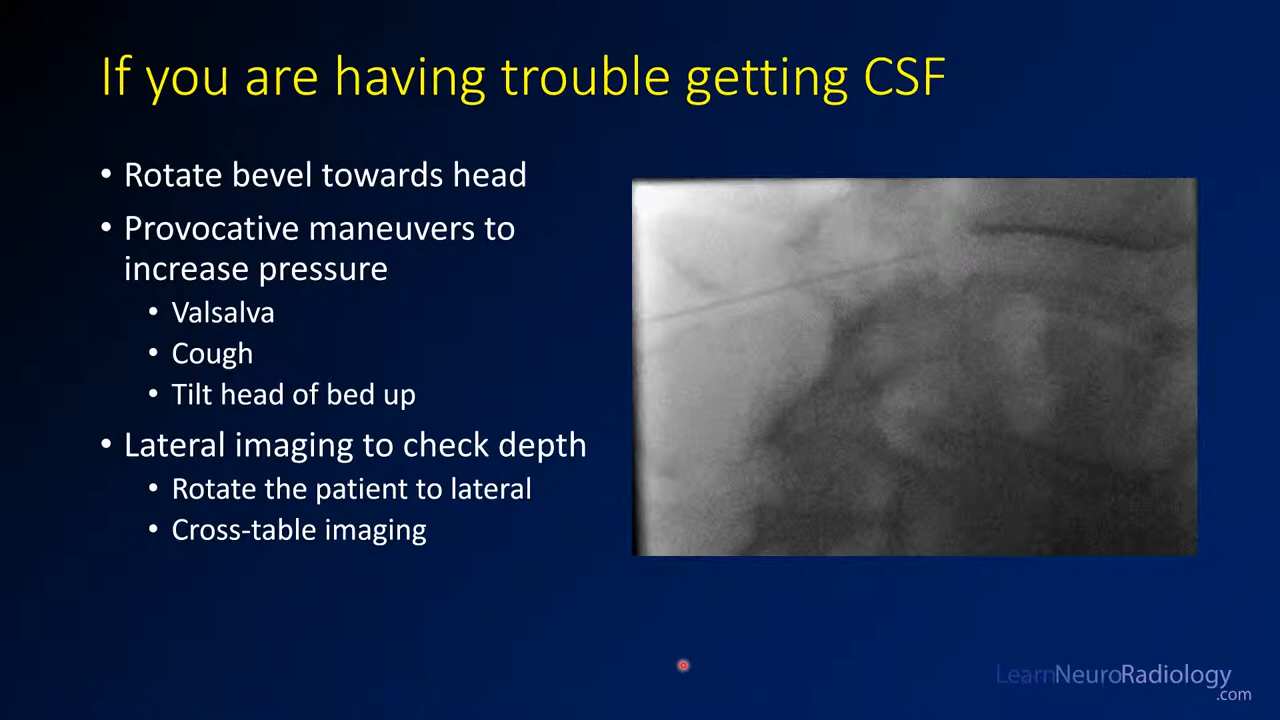 If you are having trouble getting CSF
• Rotate bevel towards head
• Provocative maneuvers to
increase pressure
• Valsalva
• Cough
• Tilt head of bed up
• Lateral imaging to check depth
• Rotate the patient to lateral
• Cross-table imaging
LearnNeuroRadiology
.com